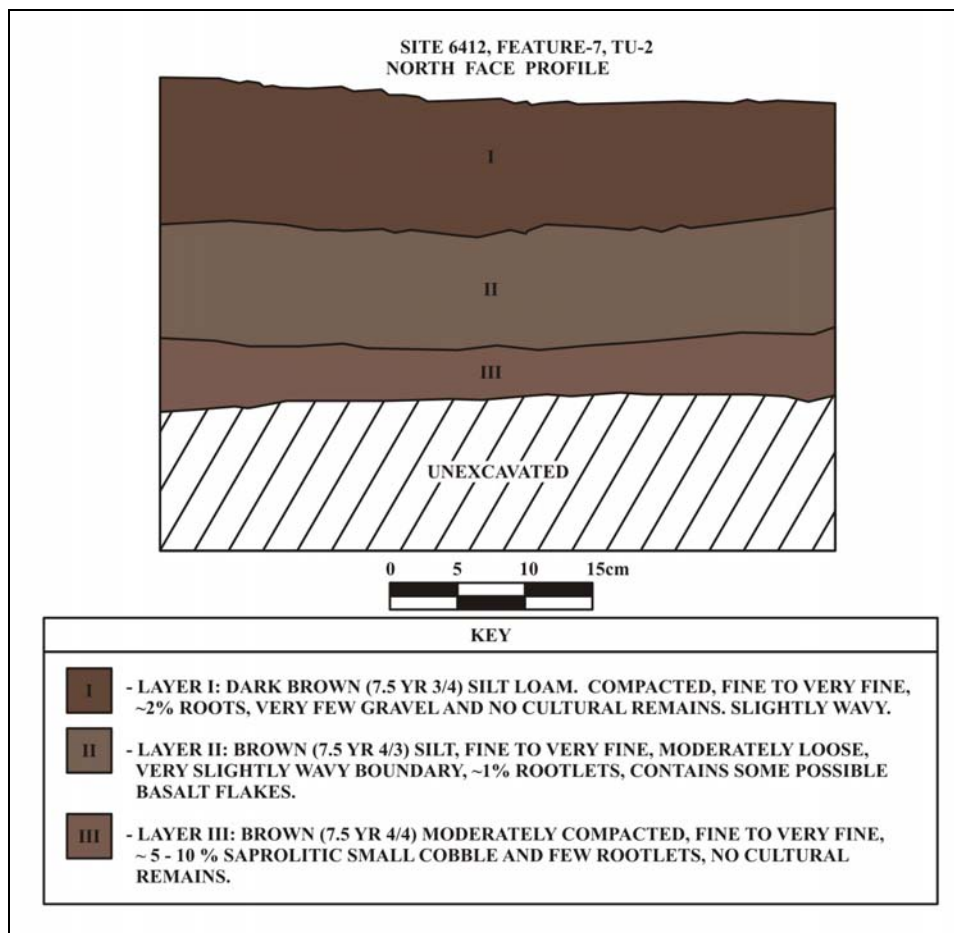 SITE 6412, FEATURE-7, TU-2
NORTH FACE PROFILE
I
II
III
UNEXCAVATED
0 5 10 15cm
KEY
I - LAYER I: DARK BROWN (7.5 YR 3/4) SILT LOAM. COMPACTED, FINE TO VERY FINE,
~2% ROOTS, VERY FEW GRAVEL AND NO CULTURAL REMAINS. SLIGHTLY WAVY.
II - LAYER II: BROWN (7.5 YR 4/3) SILT, FINE TO VERY FINE, MODERATELY LOOSE,
VERY SLIGHTLY WAVY BOUNDARY, ~1% ROOTLETS, CONTAINS SOME POSSIBLE
BASALT FLAKES.
III - LAYER III: BROWN (7.5 YR 4/4) MODERATELY COMPACTED, FINE TO VERY FINE,
~ 5 - 10 % SAPROLITIC SMALL COBBLE AND FEW ROOTLETS, NO CULTURAL
REMAINS.